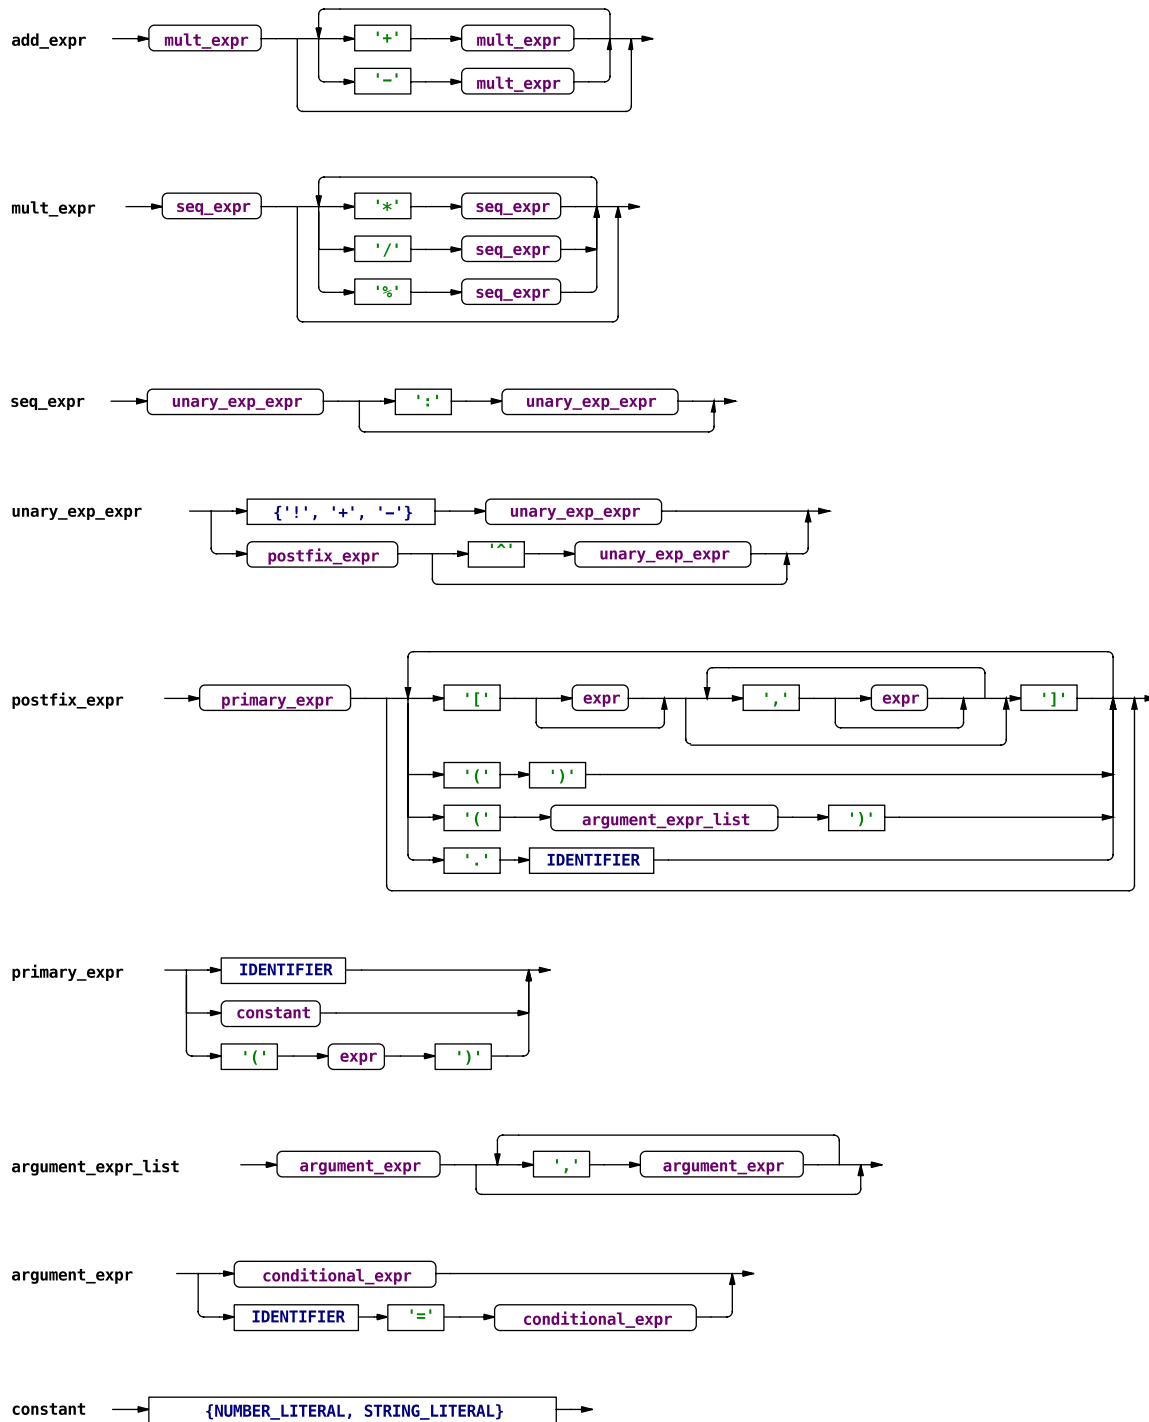 add_expr mult_expr '+' mult_expr
'−' mult_expr
mult_expr seq_expr '*' seq_expr
'/' seq_expr
'%' seq_expr
seq_expr unary_exp_expr ':' unary_exp_expr
unary_exp_expr {'!', '+', '−'} unary_exp_expr
postfix_expr '^' unary_exp_expr
postfix_expr primary_expr '[' expr ',' expr ']'
'(' ')'
'(' argument_expr_list ')'
'.' IDENTIFIER
primary_expr IDENTIFIER
constant
'(' expr ')'
argument_expr_list argument_expr ',' argument_expr
argument_expr conditional_expr
IDENTIFIER '=' conditional_expr
constant {NUMBER_LITERAL, STRING_LITERAL}